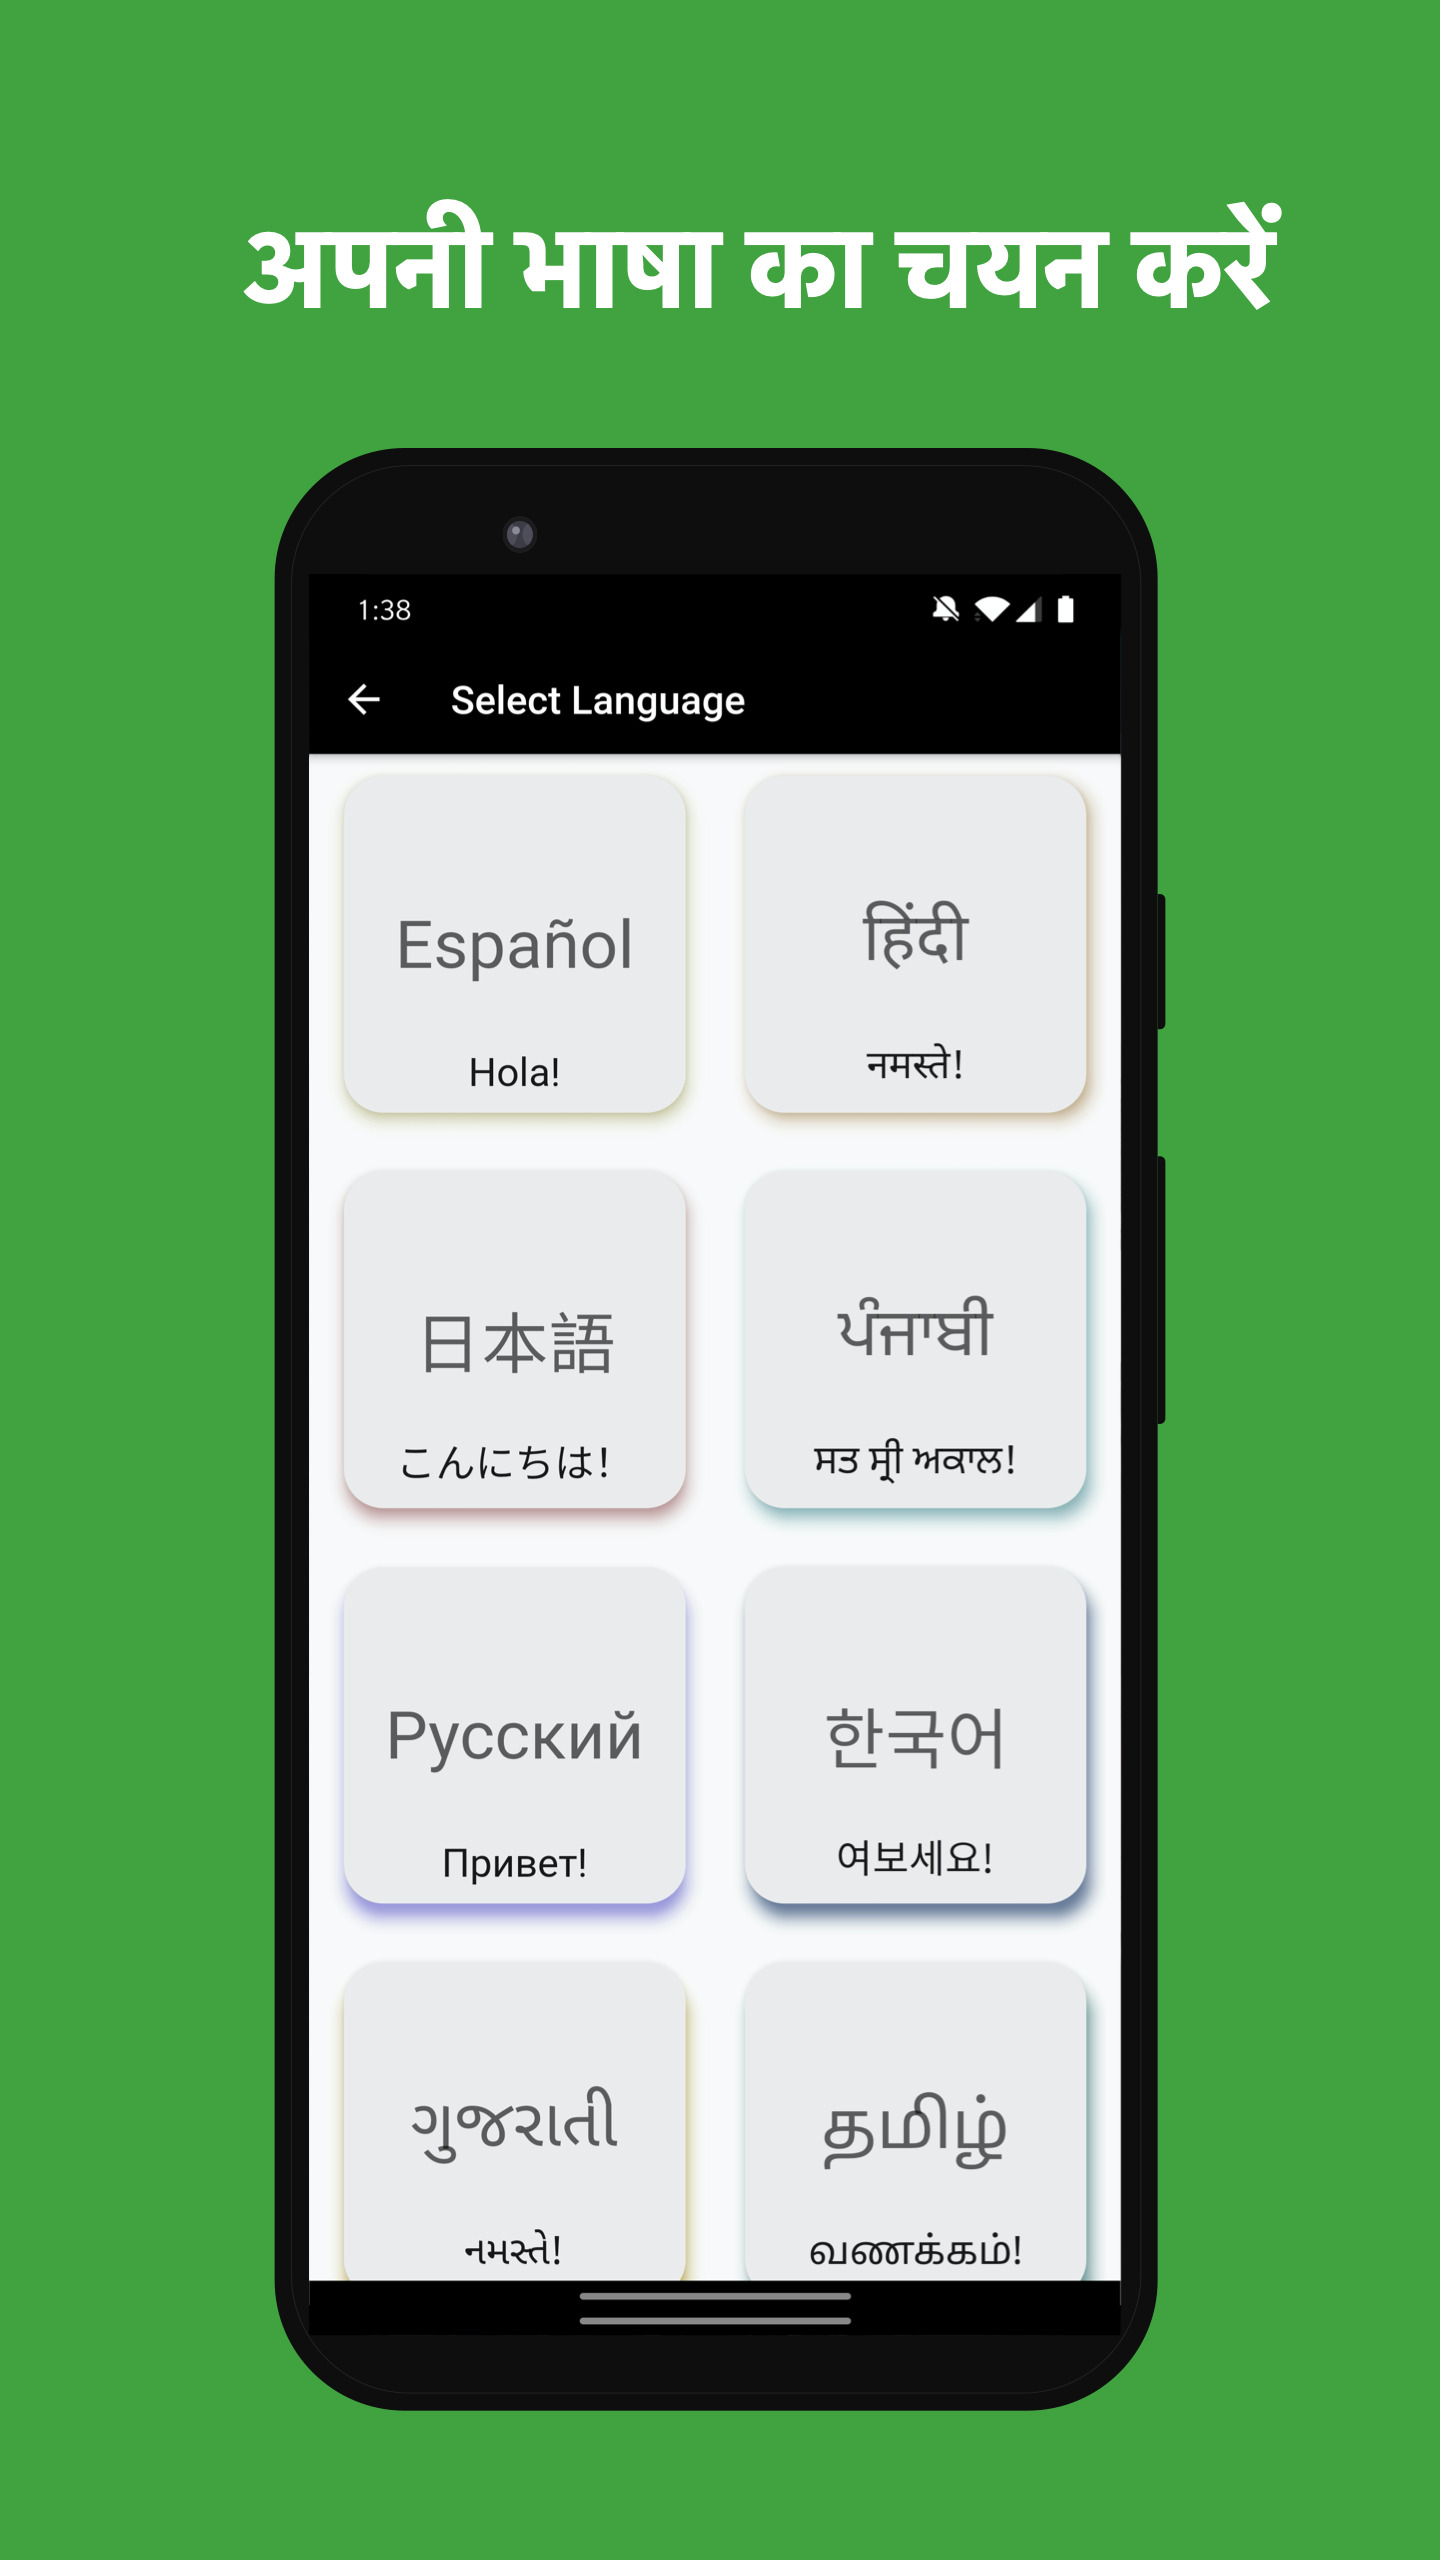 अपनी भाषा का चयन करें
1:38
Select Language
Español
हिंदी
Hola!
नमस्ते!
日本語
ਪੰਜਾਬੀ
こんにちは!
ਸਤ ਸ੍ਰੀ ਅਕਾਲ!
Русский
한국어
Привет!
여보세요!
ગુજરાતી
தமிழ்
નમસ્તે!
வணக்கம்!